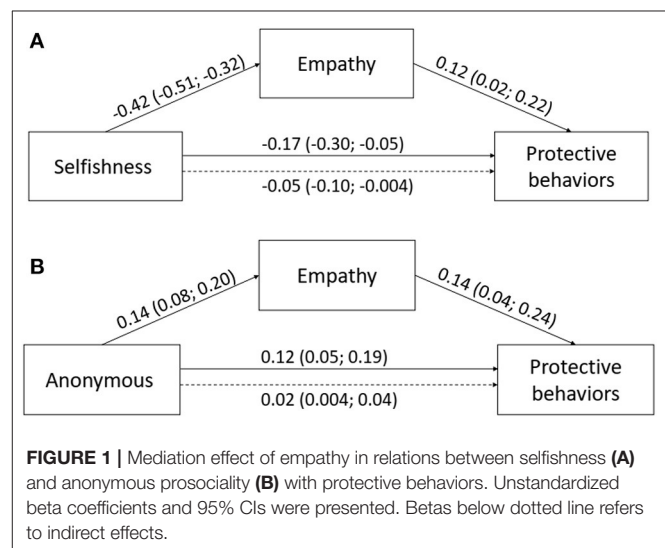 A
Empathy
-0.42 (-0.51; -0.32)
0.12 (0.02; 0.22)
Selfishness
-0.17 (-0.30; -0.05)
-0.05 (-0.10; -0.004)
Protective
behaviors
B
Empathy
0.14 (0.08; 0.20)
0.14 (0.04; 0.24)
Anonymous
0.12 (0.05; 0.19)
0.02 (0.004; 0.04)
Protective
behaviors
FIGURE 1 | Mediation effect of empathy in relations between selfishness (A)
and anonymous prosociality (B) with protective behaviors. Unstandardized
beta coefficients and 95% CIs were presented. Betas below dotted line refers
to indirect effects.